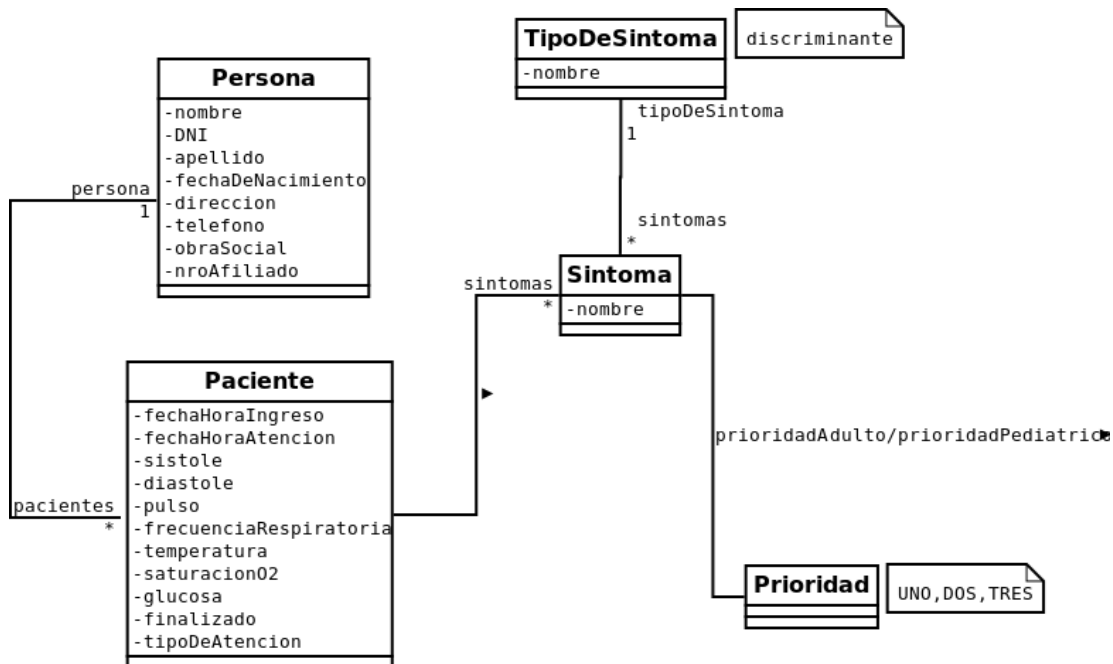 TipoDeSintoma
-nombre
discriminante
Persona
-nombre
-DNI
-apellido
-fechaDeNacimiento
-direccion
-telefono
-obraSocial
-nroAfiliado
persona
1
tipoDeSintoma
1
sintomas
*
sintomas
*
Sintoma
-nombre
Paciente
-fechaHoraIngreso
-fechaHoraAtencion
-sistole
-diastole
-pulso
-frecuenciaRespiratoria
-temperatura
-saturacionO2
-glucosa
-finalizado
-tipoDeAtencion
pacientes
*
prioridadAdulto/prioridadPediatrico
Prioridad
UNO,DOS,TRES